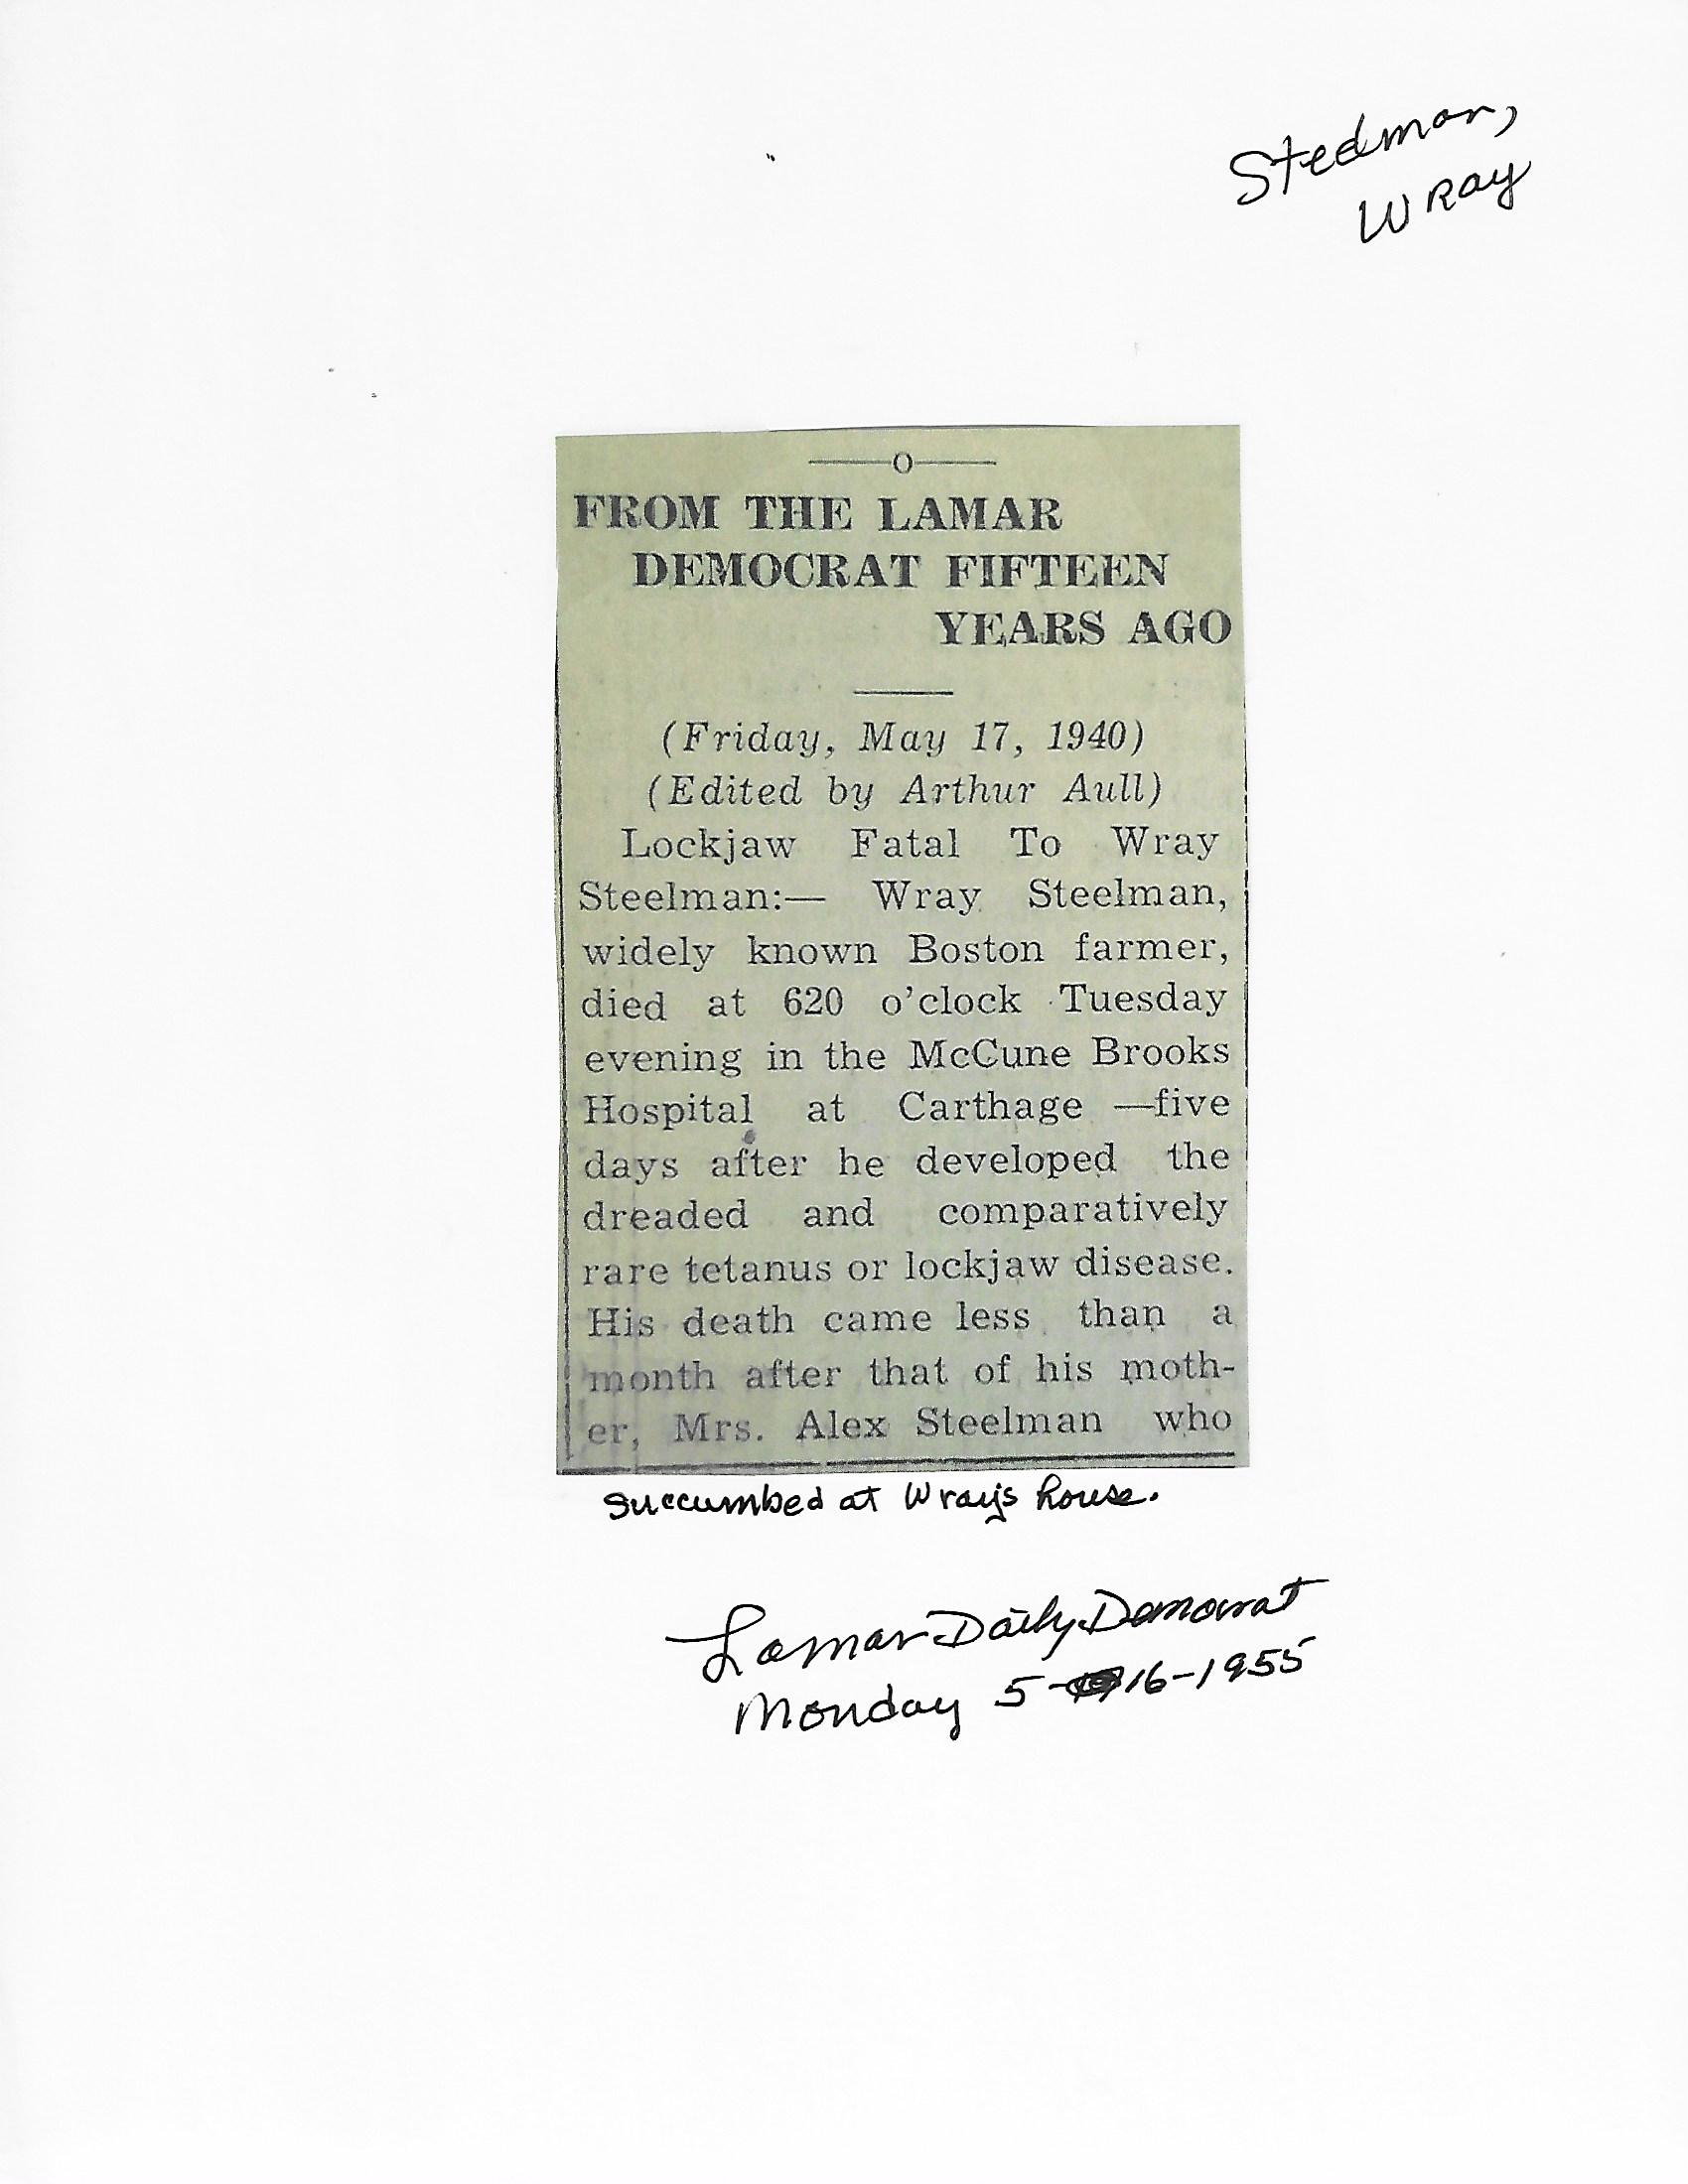 Stedman,
Wray
FROM THE LAMAR
DEMOCRAT FIFTEEN
YEARS AGO
(Friday, May 17, 1940)
(Edited by Arthur Aull)
Lockjaw Fatal To Wray
Steelman:— Wray Steelman,
widely known Boston farmer,
died at 620 o'clock Tuesday
evening in the McCune Brooks
Hospital at Carthage —five
days after he developed the
dreaded and comparatively
rare tetanus or lockjaw disease.
His death came less than a
month after that of his moth-
er, Mrs. Alex Steelman who
succumbed at Wray's house.
Lamar Daily Democrat
Monday 5-16-1955